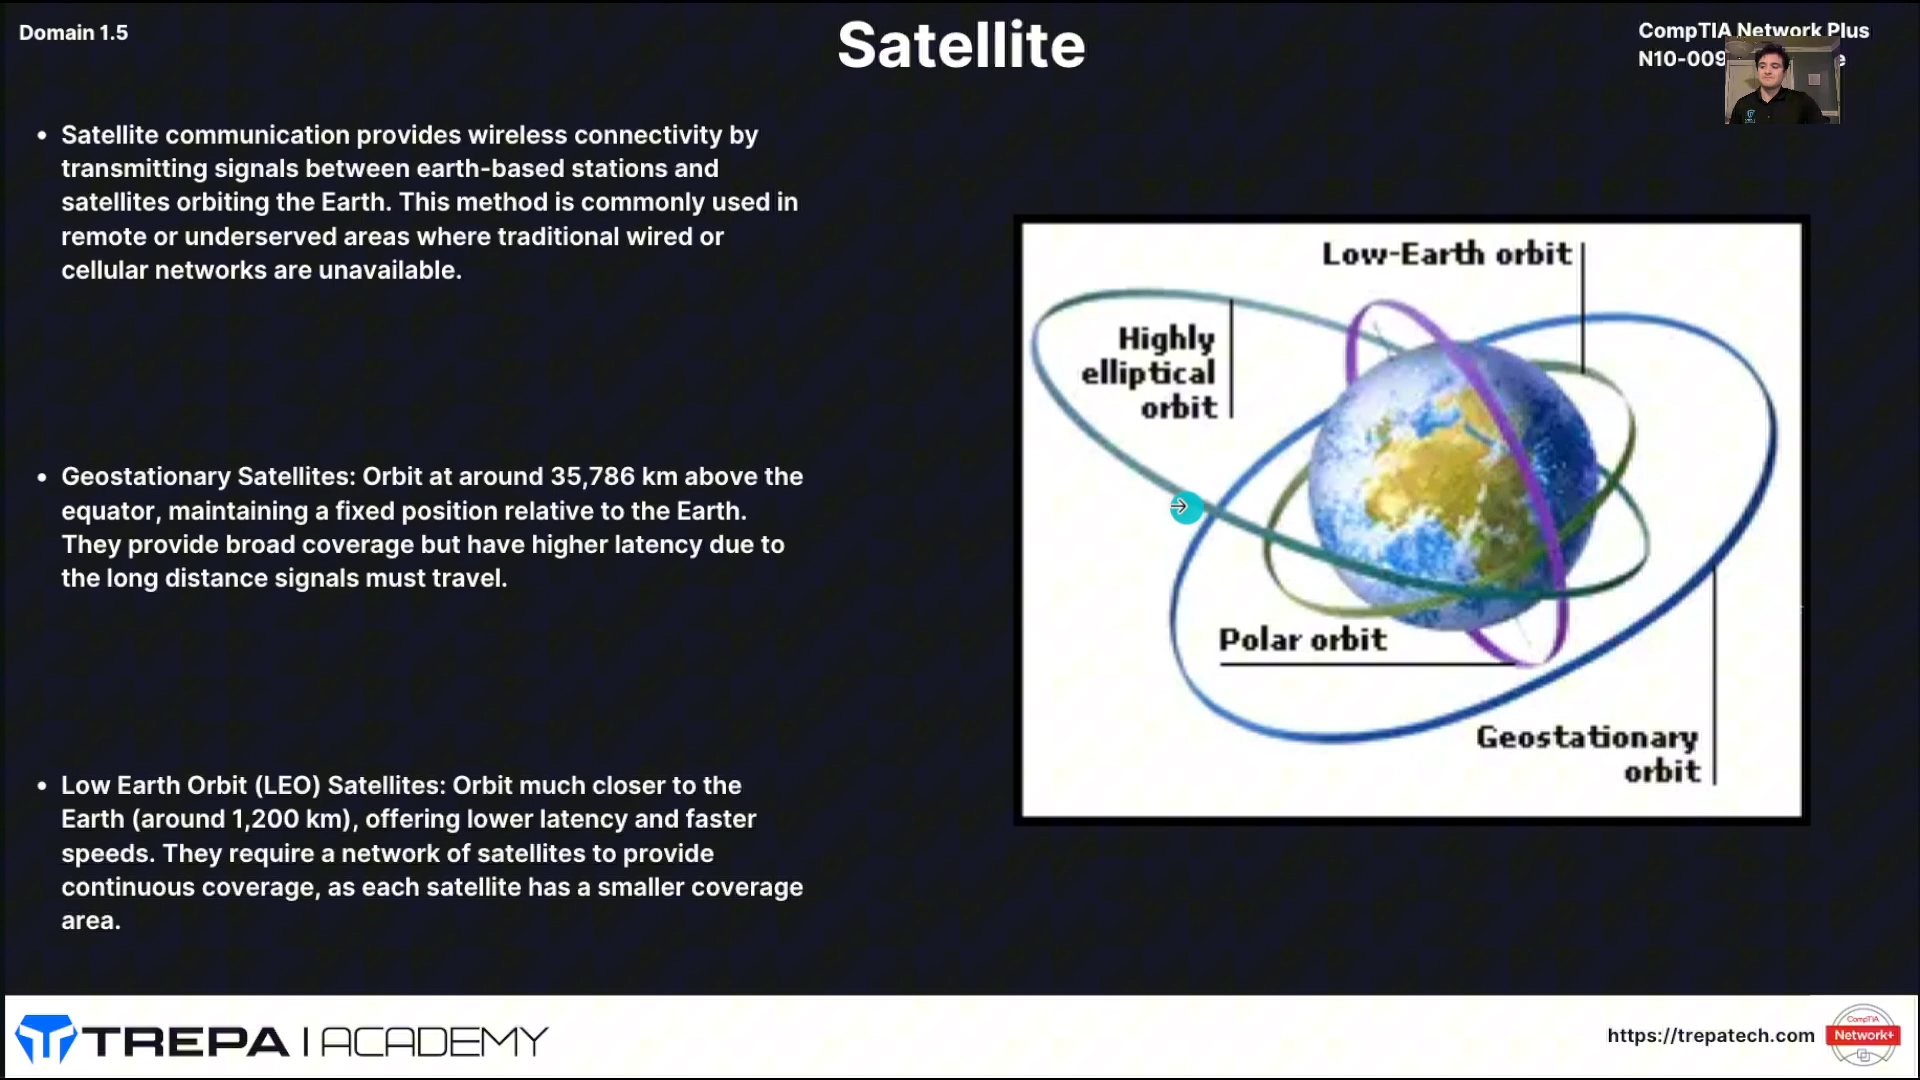 Domain 1.5
Satellite
CompTIA Network Plus
N10-009
• Satellite communication provides wireless connectivity by
transmitting signals between earth-based stations and
satellites orbiting the Earth. This method is commonly used in
remote or underserved areas where traditional wired or
cellular networks are unavailable.
• Geostationary Satellites: Orbit at around 35,786 km above the
equator, maintaining a fixed position relative to the Earth.
They provide broad coverage but have higher latency due to
the long distance signals must travel.
• Low Earth Orbit (LEO) Satellites: Orbit much closer to the
Earth (around 1,200 km), offering lower latency and faster
speeds. They require a network of satellites to provide
continuous coverage, as each satellite has a smaller coverage
area.
Low-Earth orbit
Highly
elliptical
orbit
Polar orbit
Geostationary
orbit
TREPA | ACADEMY
https://trepatech.com
CompTIA
Network+